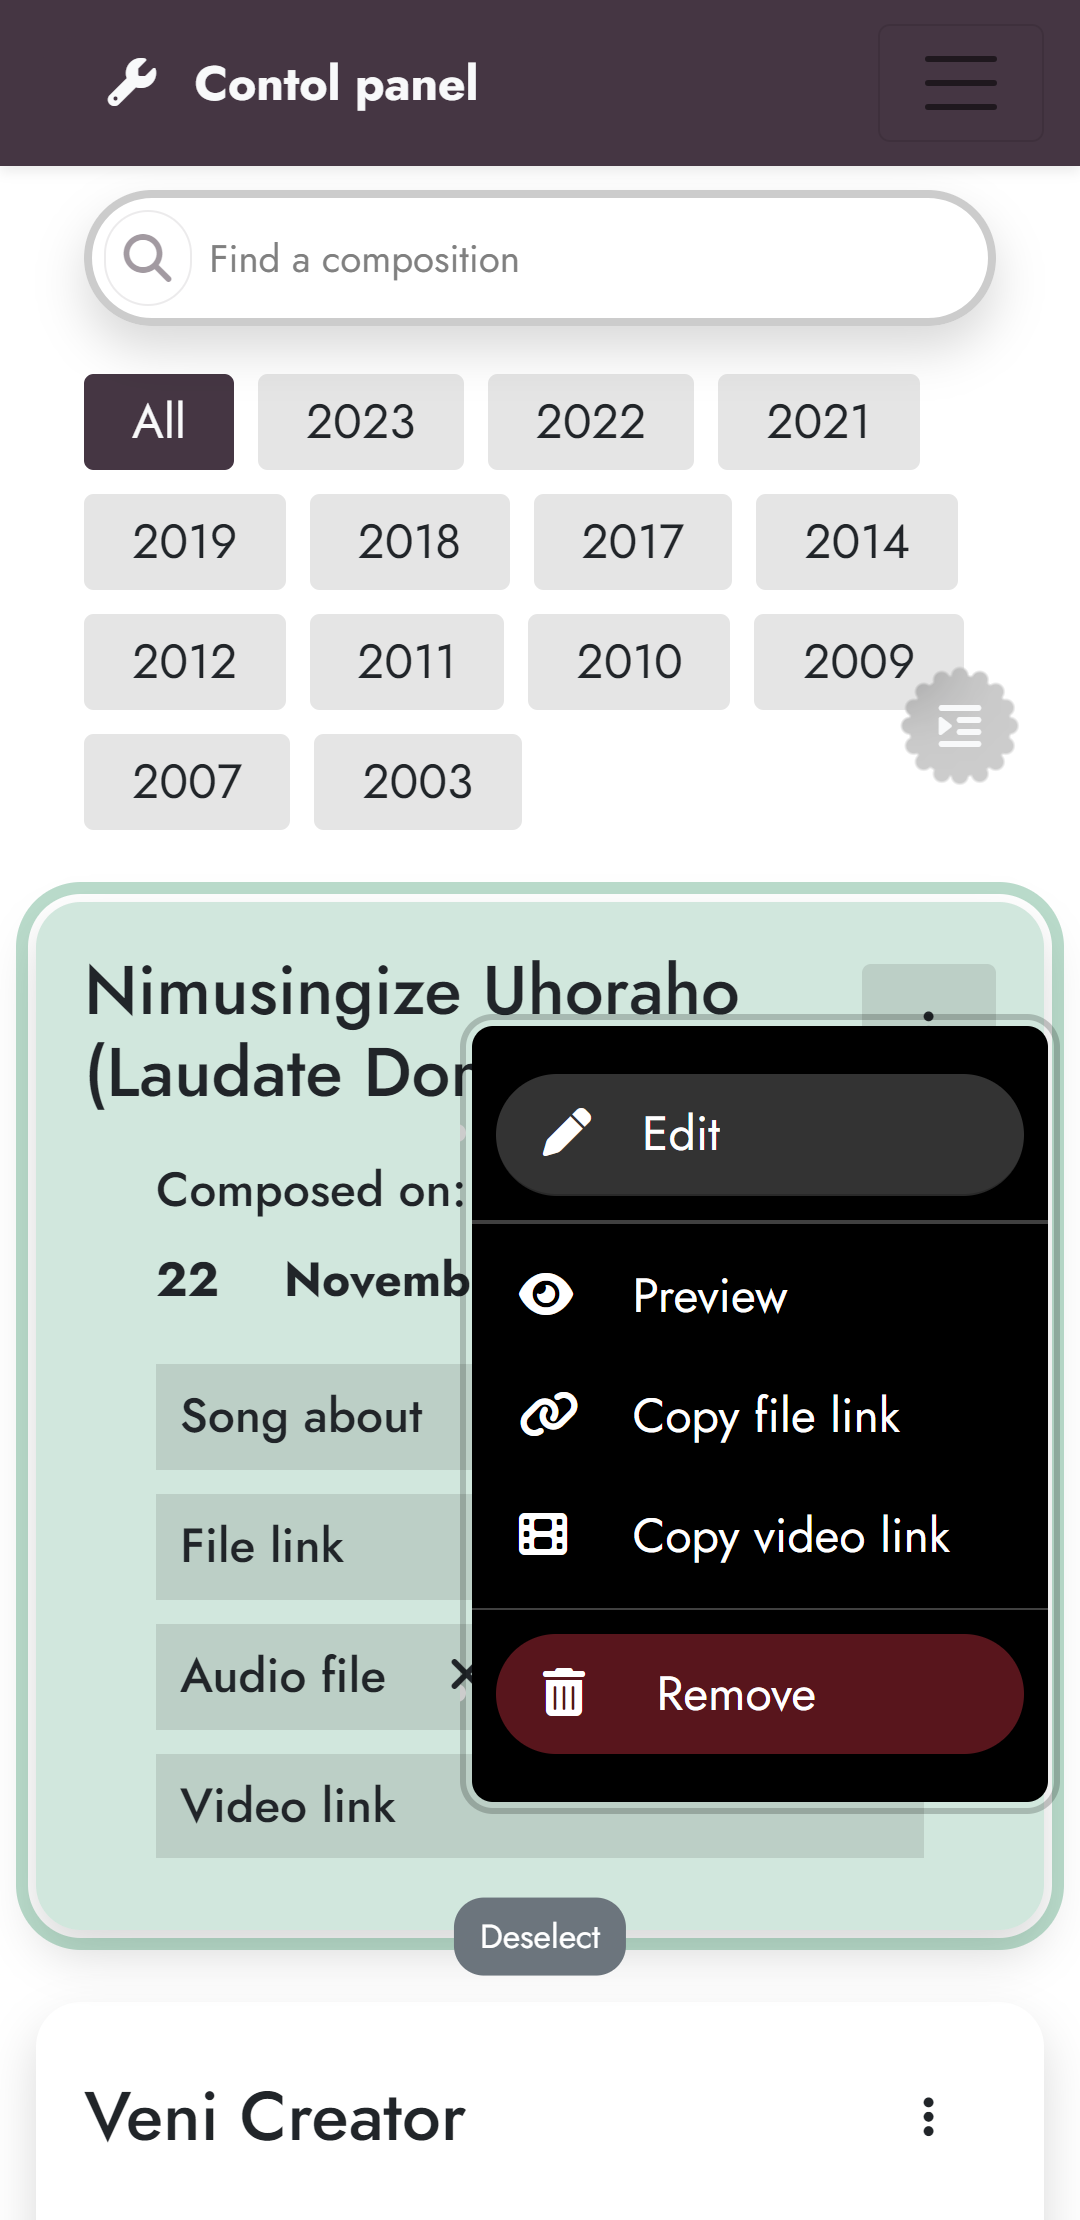 Contol panel
Find a composition
All 2023 2022 2021
2019 2018 2017 2014
2012 2011 2010 2009
2007 2003
Nimusingize Uhoraho
(Laudate
Edit
Composed on:
22
Preview
Song about
Copy file link
File link
Copy video link
Audio file
Remove
Video link
Deselect
Veni Creator